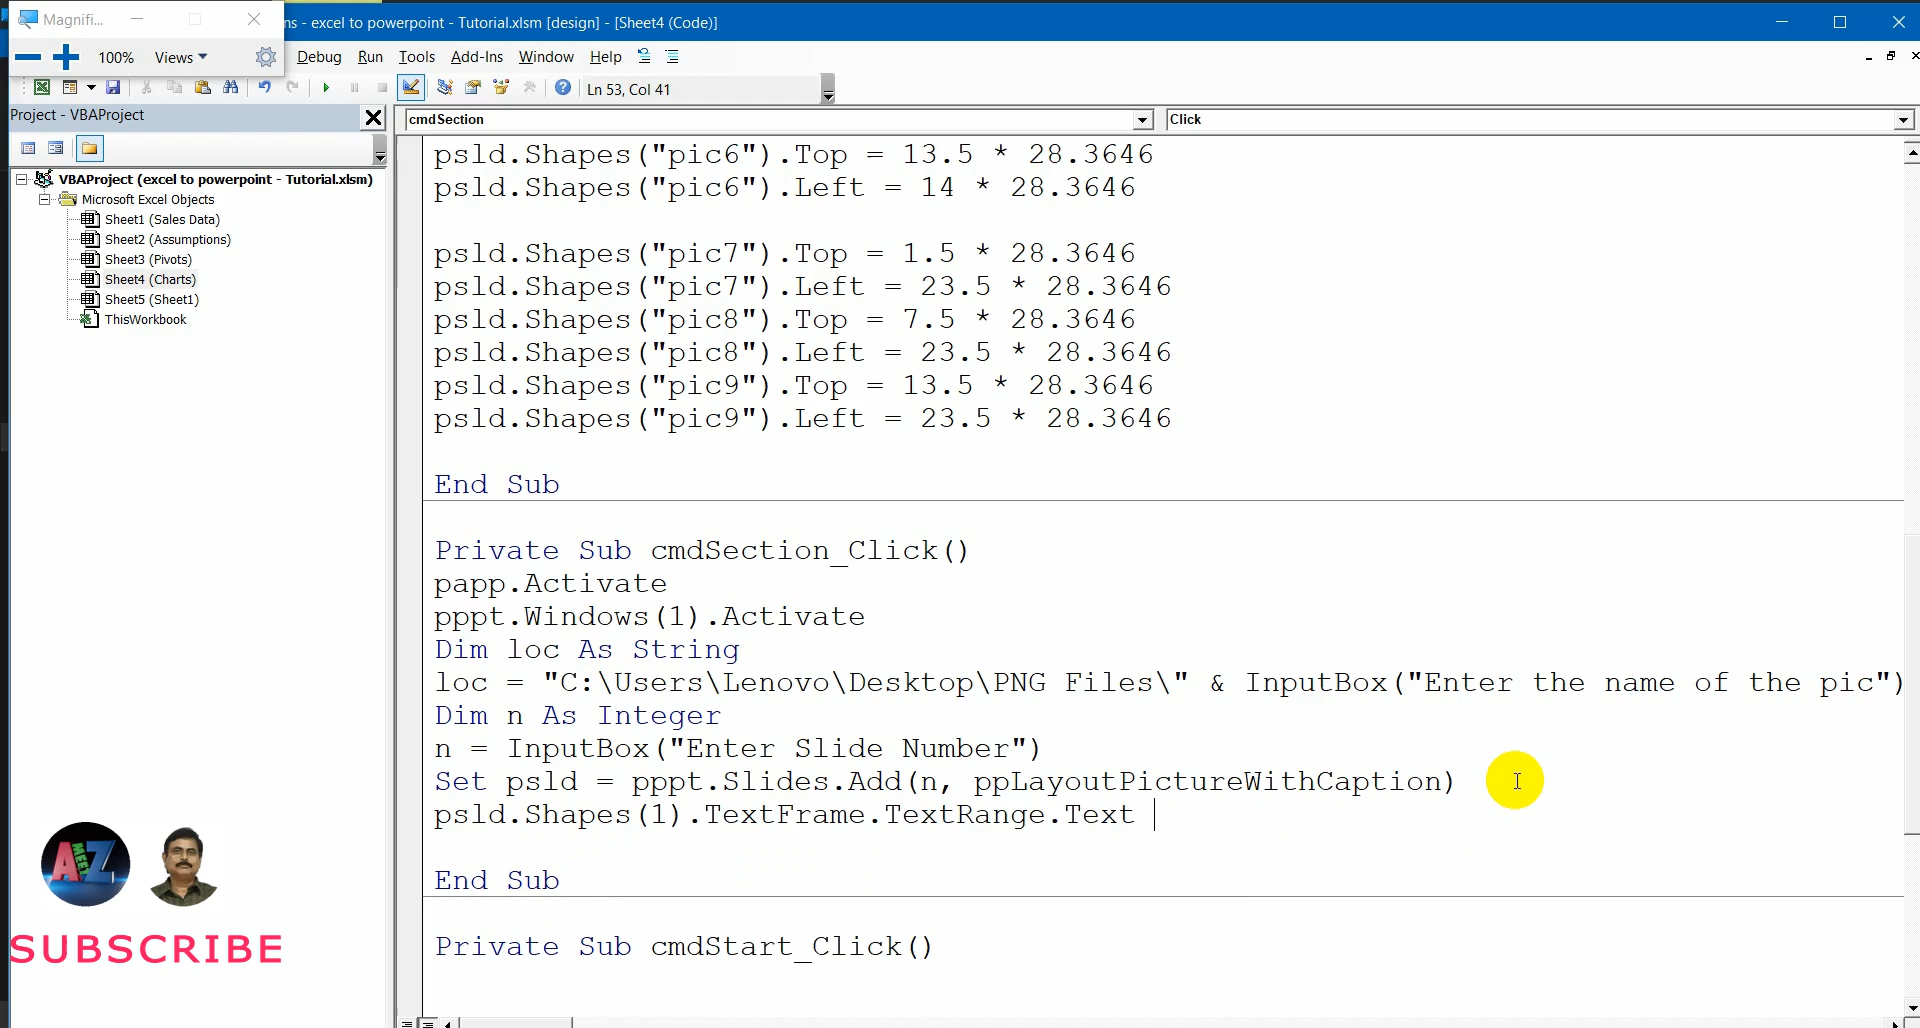 Magnifi...
ns - excel to powerpoint - Tutorial.xlsm [design] - [Sheet4 (Code)]
100% Views
Debug Run Tools Add-Ins Window Help
Ln 53, Col 41
Project - VBAProject
cmdSection
Click
VBAProject (excel to powerpoint - Tutorial.xlsm)
Microsoft Excel Objects
Sheet1 (Sales Data)
Sheet2 (Assumptions)
Sheet3 (Pivots)
Sheet4 (Charts)
Sheet5 (Sheet1)
ThisWorkbook
psld.Shapes("pic6").Top = 13.5 * 28.3646
psld.Shapes("pic6").Left = 14 * 28.3646
psld.Shapes("pic7").Top = 1.5 * 28.3646
psld.Shapes("pic7").Left = 23.5 * 28.3646
psld.Shapes("pic8").Top = 7.5 * 28.3646
psld.Shapes("pic8").Left = 23.5 * 28.3646
psld.Shapes("pic9").Top = 13.5 * 28.3646
psld.Shapes("pic9").Left = 23.5 * 28.3646
End Sub
Private Sub cmdSection_Click()
papp.Activate
pppt.Windows(1).Activate
Dim loc As String
loc = "C:\Users\Lenovo\Desktop\PNG Files\" & InputBox("Enter the name of the pic")
Dim n As Integer
n = InputBox("Enter Slide Number")
Set psld = pppt.Slides.Add(n, ppLayoutPictureWithCaption)
psld.Shapes(1).TextFrame.TextRange.Text
End Sub
Private Sub cmdStart_Click()
A MEET Z
SUBSCRIBE